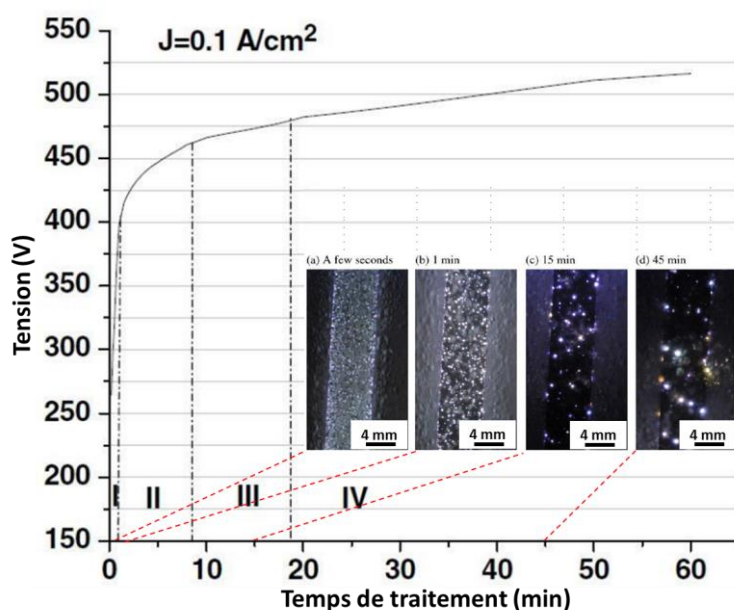 550
J=0.1 A/cm²
500
450
400
350
300
250
200
150
Tension (V)
(a) A few seconds
(b) 1 min
(c) 15 min
(d) 45 min
4 mm
4 mm
4 mm
4 mm
I
II
III
IV
0
10
20
30
40
50
60
Temps de traitement (min)